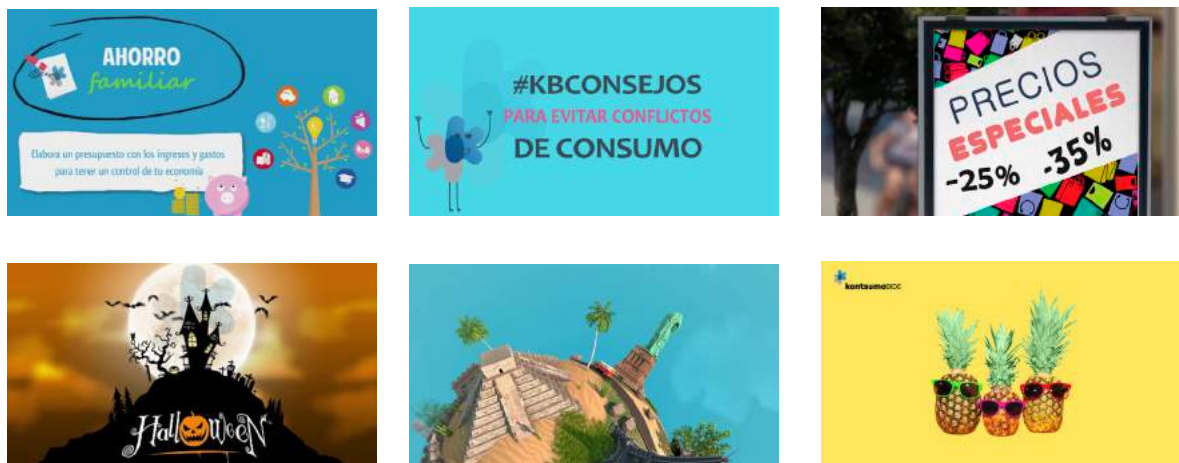 AHORRO
familiar
Elabora un presupuesto con los ingresos y gastos
para tener un control de tu economía
#KBCONSEJOS
PARA EVITAR CONFLICTOS
DE CONSUMO
PRECIOS
ESPECIALES
-25% -35%
Halloween
kontsumoBIDE